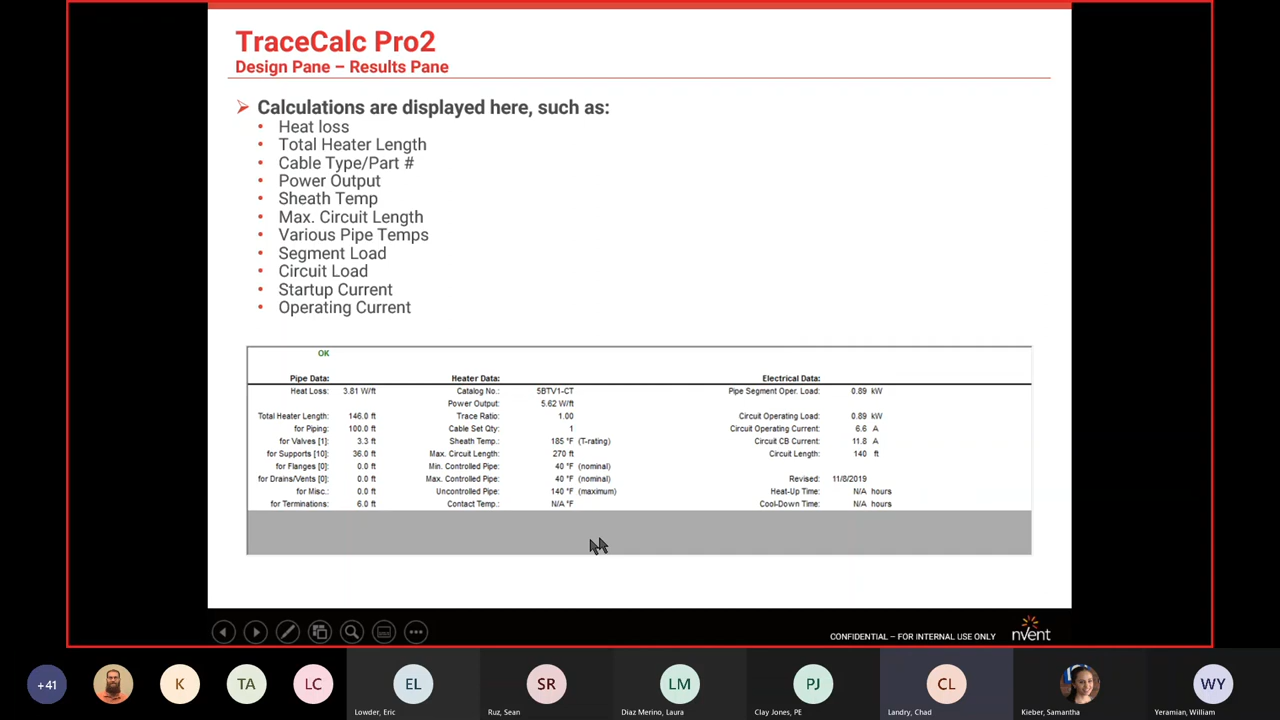 TraceCalc Pro2
Design Pane – Results Pane
➢ Calculations are displayed here, such as:
• Heat loss
• Total Heater Length
• Cable Type/Part #
• Power Output
• Sheath Temp
• Max. Circuit Length
• Various Pipe Temps
• Segment Load
• Circuit Load
• Startup Current
• Operating Current
OK
Pipe Data: Heater Data: Electrical Data:
Heat Loss: 3.81 W/ft Catalog No.: 5BTV1-CT Pipe Segment Oper. Load: 0.89 kW
Power Output: 5.62 W/ft
Total Heater Length: 146.0 ft Trace Ratio: 1.00 Circuit Operating Load: 0.89 kW
for Piping: 100.0 ft Cable Set Qty: 1 Circuit Operating Current: 6.6 A
for Valves [1]: 3.3 ft Sheath Temp.: 185 °F (T-rating) Circuit CB Current: 11.8 A
for Supports [10]: 36.0 ft Max. Circuit Length: 270 ft Circuit Length: 140 ft
for Flanges [0]: 0.0 ft Min. Controlled Pipe: 40 °F (nominal)
for Drains/Vents [0]: 0.0 ft Max. Controlled Pipe: 40 °F (nominal) Revised: 11/8/2019
for Misc.: 0.0 ft Uncontrolled Pipe: 140 °F (maximum) Heat-Up Time: N/A hours
for Terminations: 6.0 ft Contact Temp.: N/A °F Cool-Down Time: N/A hours
CONFIDENTIAL – FOR INTERNAL USE ONLY nvent
+41 K TA LC EL SR LM PJ CL WY
Lowder, Eric Ruz, Sean Diaz Merino, Laura Clay Jones, PE Landry, Chad Kieber, Samantha Yeramian, William